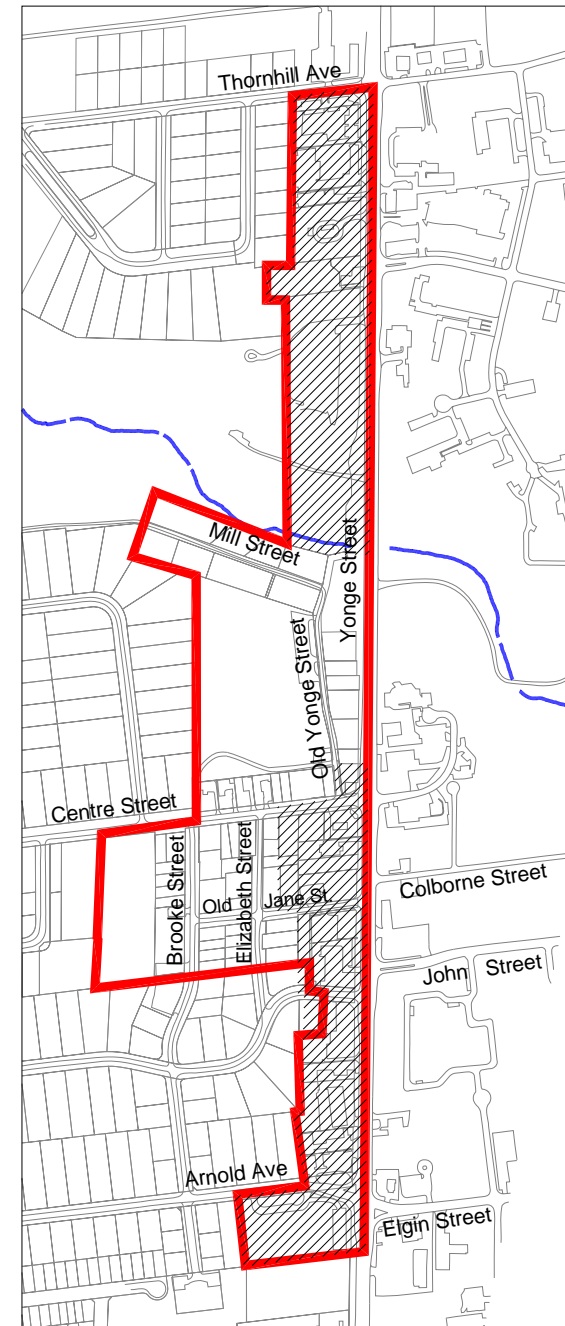 Thornhill Ave
Mill Street
Yonge Street
Old Yonge Street
Centre Street
Brooke Street
Old Jane St.
Elizabeth Street
Colborne Street
John Street
Arnold Ave
Elgin Street